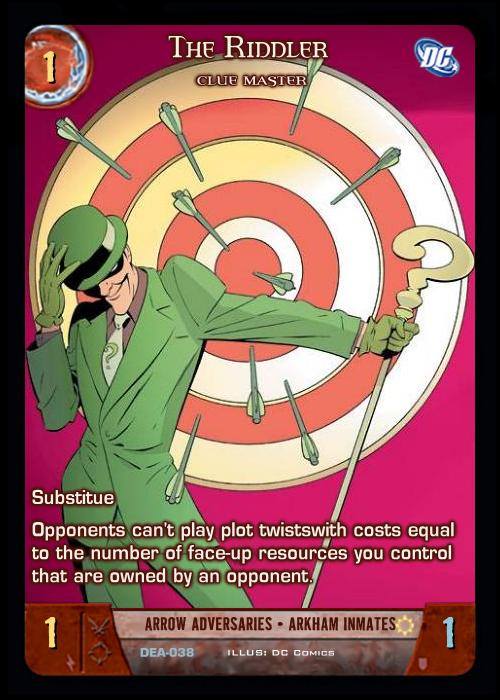 1
The Riddler
DC
Clue Master
?
?
Substitue
Opponents can't play plot twistswith costs equal
to the number of face-up resources you control
that are owned by an opponent.
1
Arrow Adversaries • Arkham Inmates
1
DEA-038 Illus: DC Comics